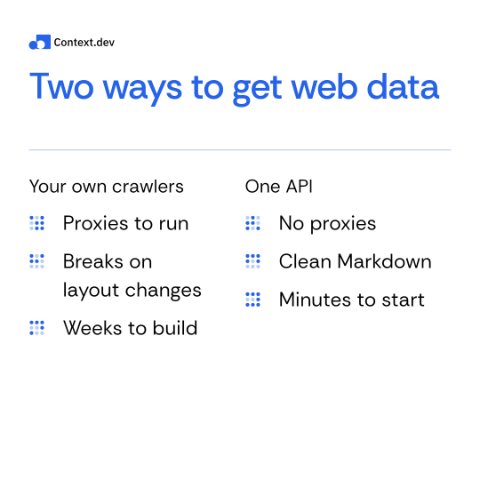 Context.dev
Two ways to get web data
Your own crawlers
Proxies to run
Breaks on
layout changes
Weeks to build
One API
No proxies
Clean Markdown
Minutes to start